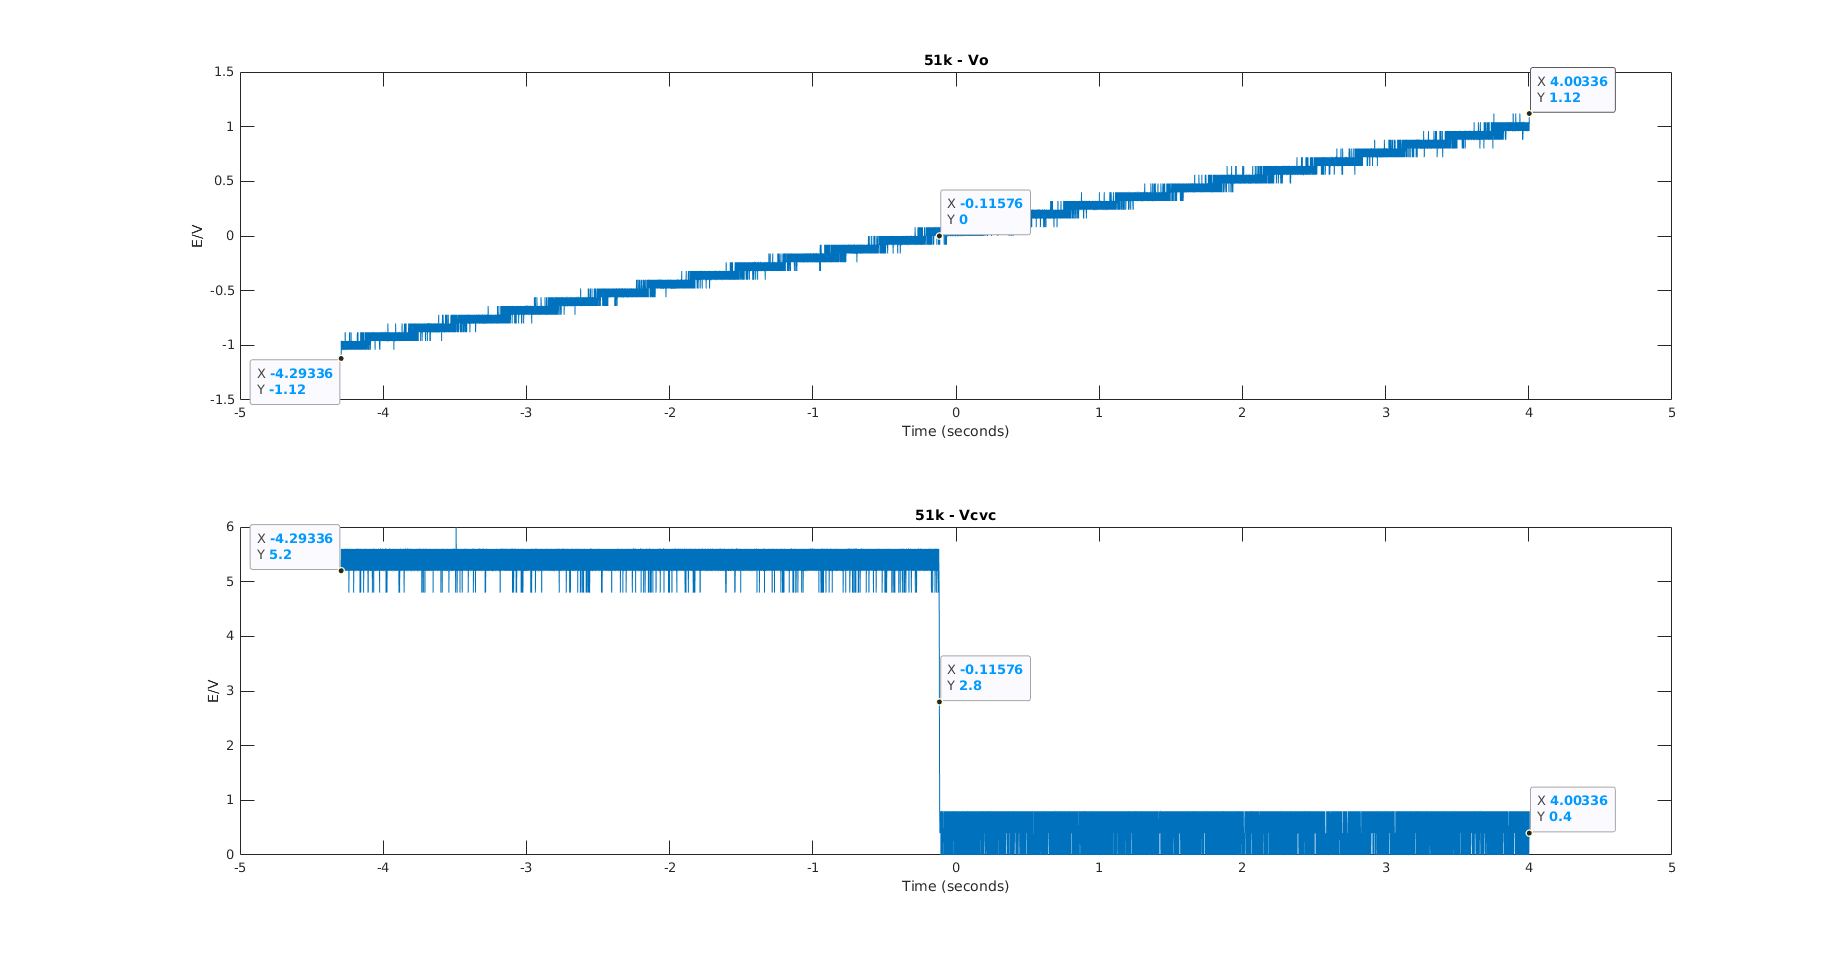 51k - Vo
1.5
1
0.5
0
-0.5
-1
-1.5
E/V
X 4.00336
Y 1.12
X -0.11576
Y 0
X -4.29336
Y -1.12
-5 -4 -3 -2 -1 0 1 2 3 4 5
Time (seconds)
51k - Vcvc
6
5
4
3
2
1
0
E/V
X -4.29336
Y 5.2
X -0.11576
Y 2.8
X 4.00336
Y 0.4
-5 -4 -3 -2 -1 0 1 2 3 4 5
Time (seconds)